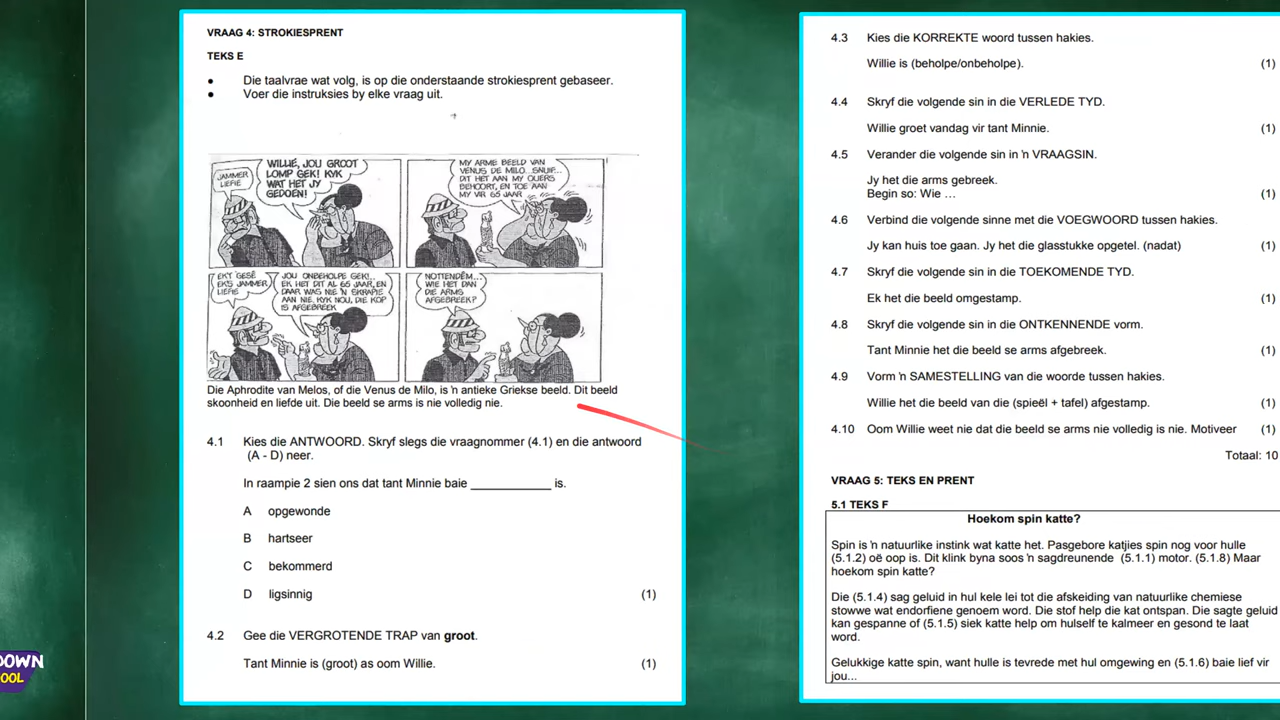 VRAAG 4: STROKIESPRENT
TEKS E
● Die taalvrae wat volg, is op die onderstaande strokiesprent gebaseer.
● Voer die instruksies by elke vraag uit.
JAMMER
LIEFIE
WILLIE, JOU GROOT
LOMP GEK! KYK
WAT HET JY
GEDOEN!
MY ARME BEELD VAN
VENUS DE MILO...SNUIF...
DIT HET AAN MY OUERS
BEHOORT, EN TOE AAN
MY VIR 65 JAAR
EK'T GESÊ
EK'S JAMMER,
LIEFIE
JOU ONBEHOLPE GEK!..
EK HET DIT AL 65 JAAR, EN
DAAR WAS NIE 'N SKRAPIE
AAN NIE. KYK NOU, DIE KOP
IS AFGEBREEK
NOTTENDÊM...
WIE HET DAN
DIE ARMS
AFGEBREEK?
Die Aphrodite van Melos, of die Venus de Milo, is 'n antieke Griekse beeld. Dit beeld
skoonheid en liefde uit. Die beeld se arms is nie volledig nie.
4.1 Kies die ANTWOORD. Skryf slegs die vraagnommer (4.1) en die antwoord
(A - D) neer.
In raampie 2 sien ons dat tant Minnie baie ____________ is.
A opgewonde
B hartseer
C bekommerd
D ligsinnig (1)
4.2 Gee die VERGROTENDE TRAP van groot.
Tant Minnie is (groot) as oom Willie. (1)
4.3 Kies die KORREKTE woord tussen hakies.
Willie is (beholpe/onbeholpe). (1)
4.4 Skryf die volgende sin in die VERLEDE TYD.
Willie groet vandag vir tant Minnie. (1)
4.5 Verander die volgende sin in 'n VRAAGSIN.
Jy het die arms gebreek.
Begin so: Wie … (1)
4.6 Verbind die volgende sinne met die VOEGWOORD tussen hakies.
Jy kan huis toe gaan. Jy het die glasstukke opgetel. (nadat) (1)
4.7 Skryf die volgende sin in die TOEKOMENDE TYD.
Ek het die beeld omgestamp. (1)
4.8 Skryf die volgende sin in die ONTKENNENDE vorm.
Tant Minnie het die beeld se arms afgebreek. (1)
4.9 Vorm 'n SAMESTELLING van die woorde tussen hakies.
Willie het die beeld van die (spieël + tafel) afgestamp. (1)
4.10 Oom Willie weet nie dat die beeld se arms nie volledig is nie. Motiveer (1)
Totaal: 10
VRAAG 5: TEKS EN PRENT
5.1 TEKS F
Hoekom spin katte?
Spin is 'n natuurlike instink wat katte het. Pasgebore katjies spin nog voor hulle
(5.1.2) oë oop is. Dit klink byna soos 'n sagdreunende (5.1.1) motor. (5.1.8) Maar
hoekom spin katte?
Die (5.1.4) sag geluid in hul kele lei tot die afskeiding van natuurlike chemiese
stowwe wat endorfiene genoem word. Die stof help die kat ontspan. Die sagte geluid
kan gespanne of (5.1.5) siek katte help om hulself te kalmeer en gesond te laat
word.
Gelukkige katte spin, want hulle is tevrede met hul omgewing en (5.1.6) baie lief vir
jou...
DOWN
OOL